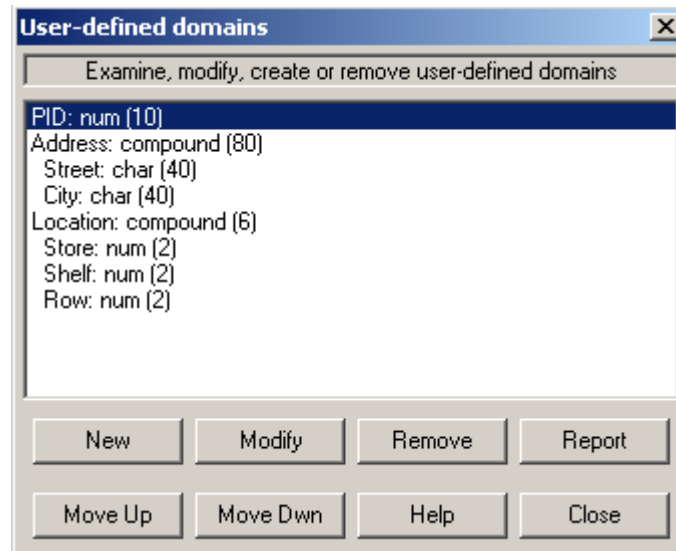 User-defined domains
Examine, modify, create or remove user-defined domains
PID: num (10)
Address: compound (80)
Street: char (40)
City: char (40)
Location: compound (6)
Store: num (2)
Shelf: num (2)
Row: num (2)
New Modify Remove Report
Move Up Move Dwn Help Close